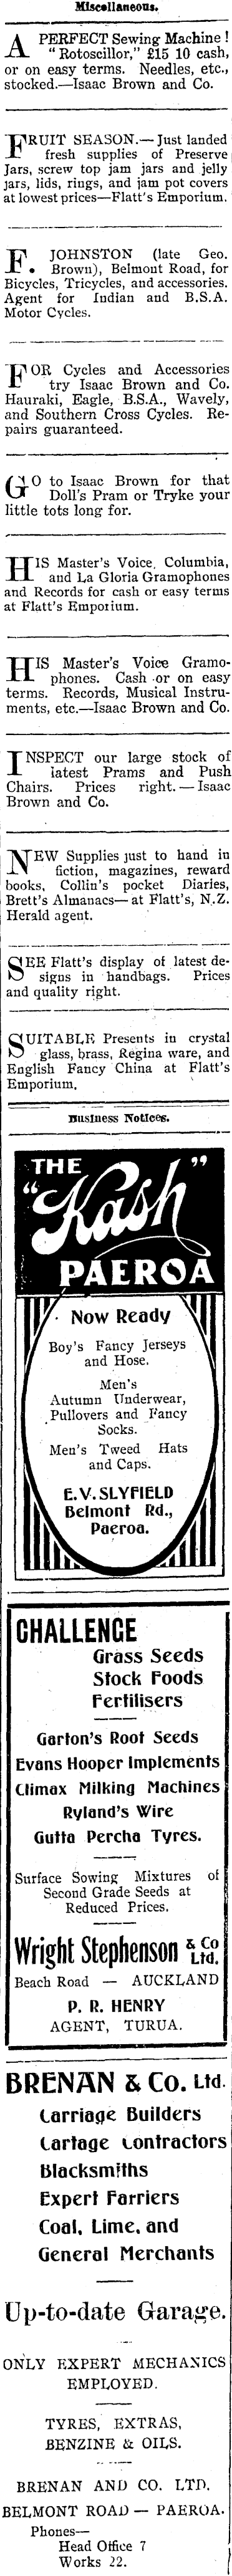 Miscellaneous.
A PERFECT Sewing Machine!
"Rotoscillor," £15 10 cash,
or on easy terms. Needles, etc.,
stocked.—Isaac Brown and Co.
FRUIT SEASON.—Just landed
fresh supplies of Preserve
Jars, screw top jam jars and jelly
jars, lids, rings, and jam pot covers
at lowest prices—Flatt's Emporium.
F. JOHNSTON (late Geo.
Brown), Belmont Road, for
Bicycles, Tricycles, and accessories.
Agent for Indian and B.S.A.
Motor Cycles.
FOR Cycles and Accessories
try Isaac Brown and Co.
Hauraki, Eagle, B.S.A., Wavely,
and Southern Cross Cycles. Re-
pairs guaranteed.
GO to Isaac Brown for that
Doll's Pram or Tryke your
little tots long for.
HIS Master's Voice, Columbia,
and La Gloria Gramophones
and Records for cash or easy terms
at Flatt's Emporium.
HIS Master's Voice Gramo-
phones. Cash or on easy
terms. Records, Musical Instru-
ments, etc.—Isaac Brown and Co.
INSPECT our large stock of
latest Prams and Push
Chairs. Prices right.—Isaac
Brown and Co.
NEW Supplies just to hand in
fiction, magazines, reward
books, Collin's pocket Diaries,
Brett's Almanacs—at Flatt's, N.Z.
Herald agent.
SEE Flatt's display of latest de-
signs in handbags. Prices
and quality right.
SUITABLE Presents in crystal
glass, brass, Regina ware, and
English Fancy China at Flatt's
Emporium.
Business Notices.
THE
"Kash"
PAEROA
Now Ready
Boy's Fancy Jerseys
and Hose.
Men's
Autumn Underwear,
Pullovers and Fancy
Socks.
Men's Tweed Hats
and Caps.
E.V. SLYFIELD
Belmont Rd.,
Paeroa.
CHALLENGE
Grass Seeds
Stock Foods
Fertilisers
Garton's Root Seeds
Evans Hooper Implements
Climax Milking Machines
Ryland's Wire
Gutta Percha Tyres.
Surface Sowing Mixtures of
Second Grade Seeds at
Reduced Prices.
Wright Stephenson & Co Ltd.
Beach Road — AUCKLAND
P. R. HENRY
AGENT, TURUA.
BRENAN & Co. Ltd.
Carriage Builders
Cartage Contractors
Blacksmiths
Expert Farriers
Coal, Lime, and
General Merchants
Up-to-date Garage.
ONLY EXPERT MECHANICS
EMPLOYED.
TYRES, EXTRAS,
BENZINE & OILS.
BRENAN AND CO. LTD.
BELMONT ROAD — PAEROA.
Phones—
Head Office 7
Works 22.